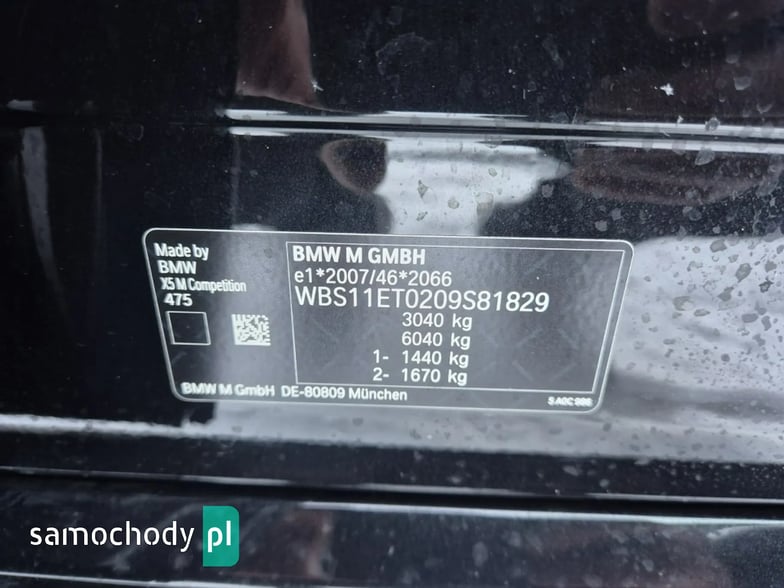 Made by
BMW
X5 M Competition
475
BMW M GMBH
e1*2007/46*2066
WBS11ET0209S81829
3040 kg
6040 kg
1- 1440 kg
2- 1670 kg
BMW M GmbH DE-80809 München
samochody pl